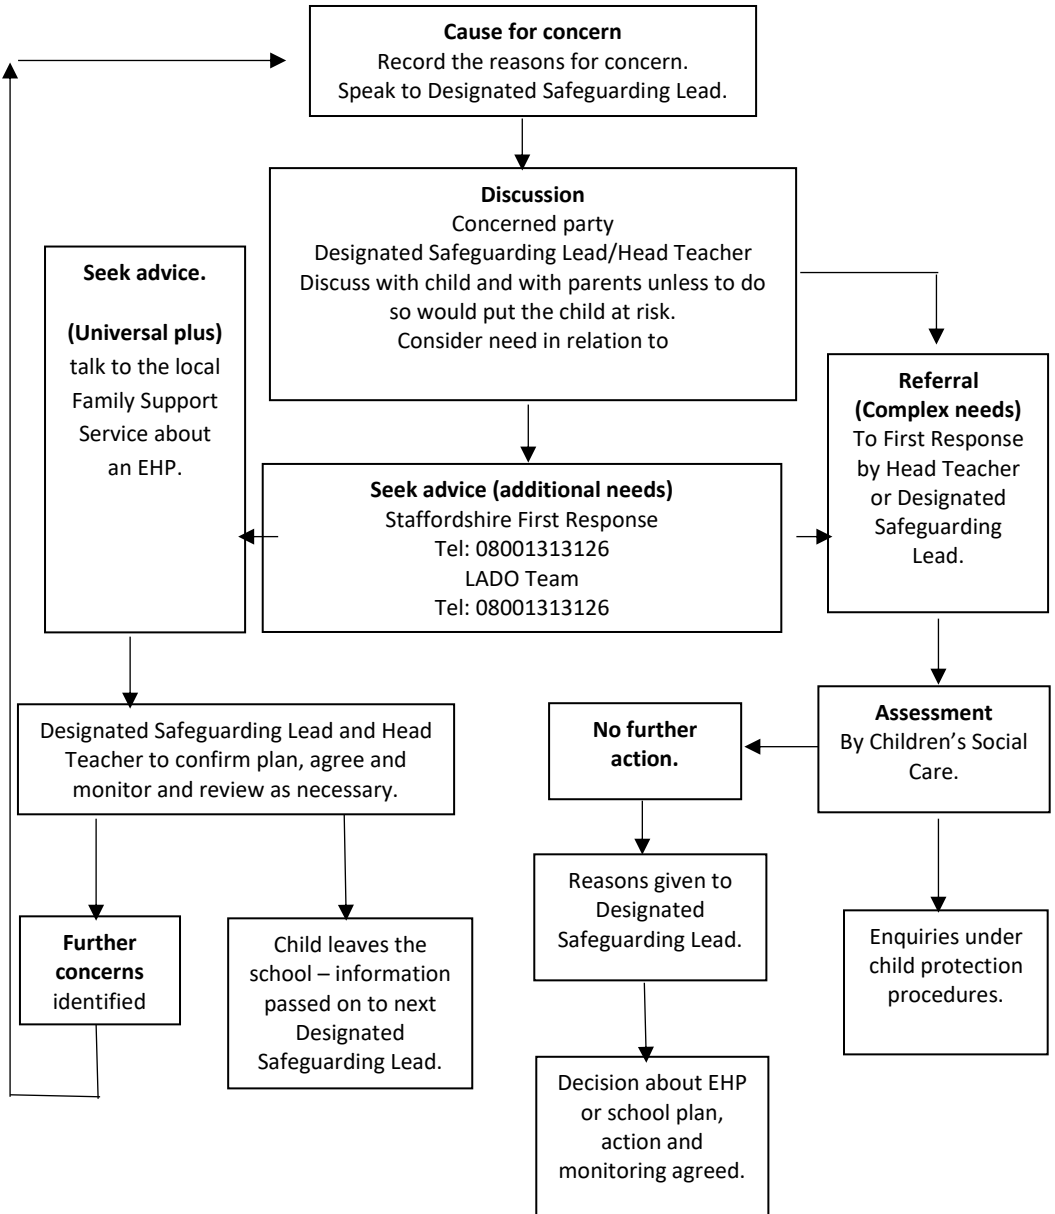 Cause for concern
Record the reasons for concern.
Speak to Designated Safeguarding Lead.
Discussion
Concerned party
Designated Safeguarding Lead/Head Teacher
Discuss with child and with parents unless to do
so would put the child at risk.
Consider need in relation to
Seek advice.
(Universal plus)
talk to the local
Family Support
Service about
an EHP.
Referral
(Complex needs)
To First Response
by Head Teacher
or Designated
Safeguarding
Lead.
Seek advice (additional needs)
Staffordshire First Response
Tel: 08001313126
LADO Team
Tel: 08001313126
Designated Safeguarding Lead and Head
Teacher to confirm plan, agree and
monitor and review as necessary.
No further
action.
Assessment
By Children’s Social
Care.
Further
concerns
identified
Child leaves the
school – information
passed on to next
Designated
Safeguarding Lead.
Reasons given to
Designated
Safeguarding Lead.
Enquiries under
child protection
procedures.
Decision about EHP
or school plan,
action and
monitoring agreed.